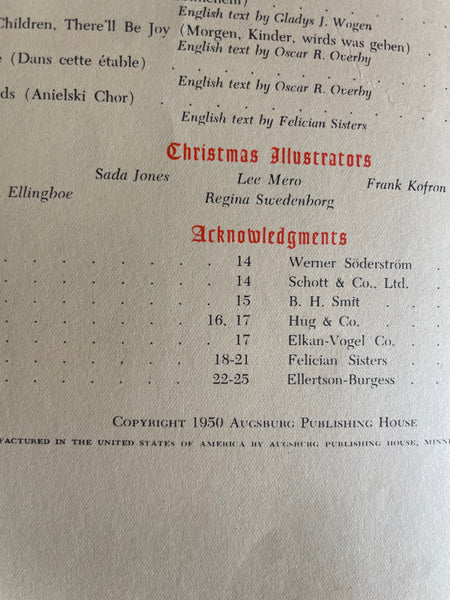 English text by Gladys J. Wogen
Children, There'll Be Joy (Morgen, Kinder, wirds was geben)
English text by Oscar R. Overby
(Dans cette étable)
English text by Oscar R. Overby
(Anielski Chor)
English text by Felician Sisters
Christmas Illustrators
Sada Jones Lee Mero Frank Kofron
Ellingboe Regina Swedenborg
Acknowledgments
. . . . . . 14 Werner Söderström .
. . . . . . 14 Schott & Co., Ltd. .
. . . . . . 15 B. H. Smit . . .
. . . . . 16, 17 Hug & Co. . . .
. . . . . . 17 Elkan-Vogel Co. .
. . . . . 18-21 Felician Sisters .
. . . . . 22-25 Ellertson-Burgess .
Copyright 1950 Augsburg Publishing House
in the United States of America by Augsburg Publishing House,